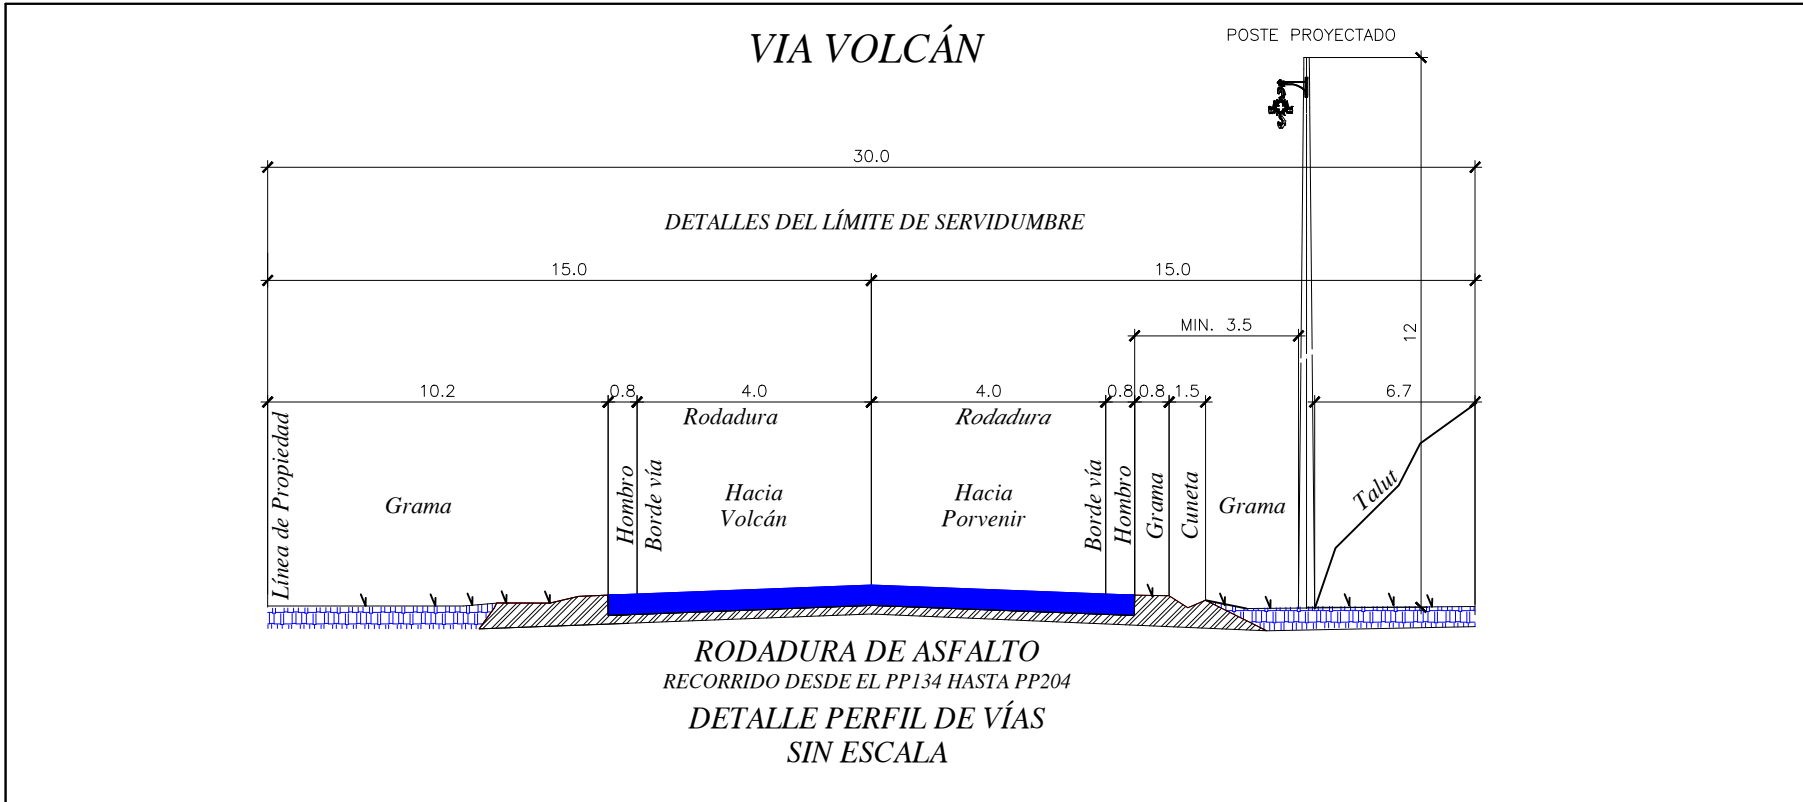 VIA VOLCÁN
POSTE PROYECTADO
30.0
DETALLES DEL LÍMITE DE SERVIDUMBRE
15.0
15.0
MIN. 3.5
12
10.2
0.8
4.0
4.0
0.8
0.8
1.5
6.7
Rodadura
Rodadura
Línea de Propiedad
Grama
Hombro
Borde vía
Hacia
Volcán
Hacia
Porvenir
Borde vía
Hombro
Grama
Cuneta
Grama
Talut
RODADURA DE ASFALTO
RECORRIDO DESDE EL PP134 HASTA PP204
DETALLE PERFIL DE VÍAS
SIN ESCALA